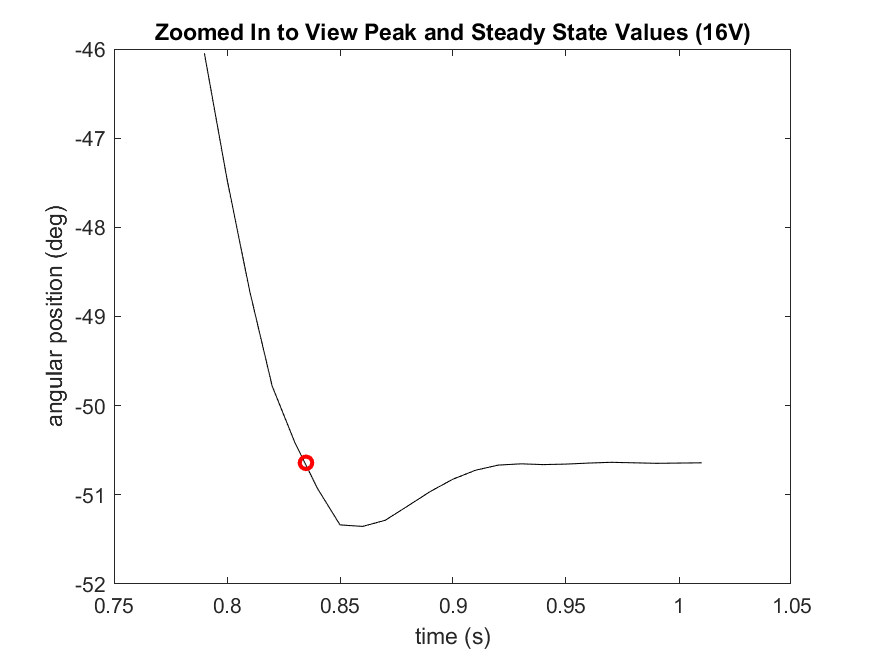 Zoomed In to View Peak and Steady State Values (16V)
-46
-47
-48
-49
-50
-51
-52
angular position (deg)
0.75 0.8 0.85 0.9 0.95 1 1.05
time (s)